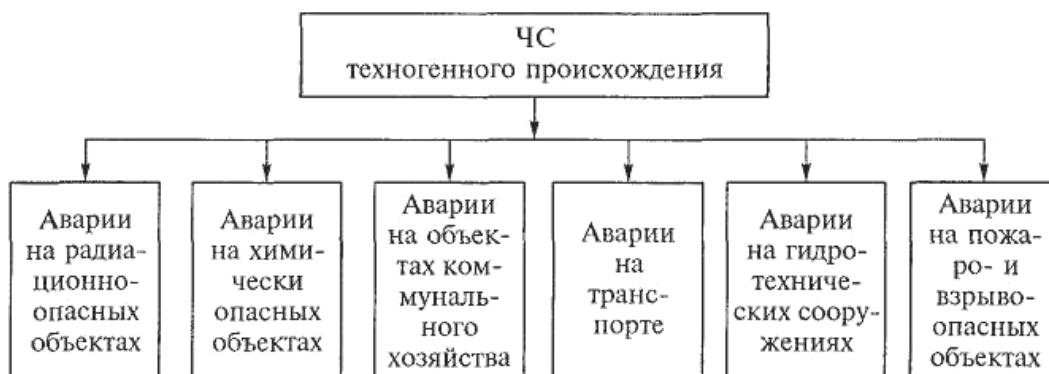 ЧС
техногенного происхождения
Аварии
на радиа-
ционно-
опасных
объектах
Аварии
на хими-
чески
опасных
объектах
Аварии
на объек-
тах ком-
муналь-
ного
хозяйства
Аварии
на
транс-
порте
Аварии
на гидро-
техниче-
ских соору-
жениях
Аварии
на пожа-
ро- и
взрыво-
опасных
объектах